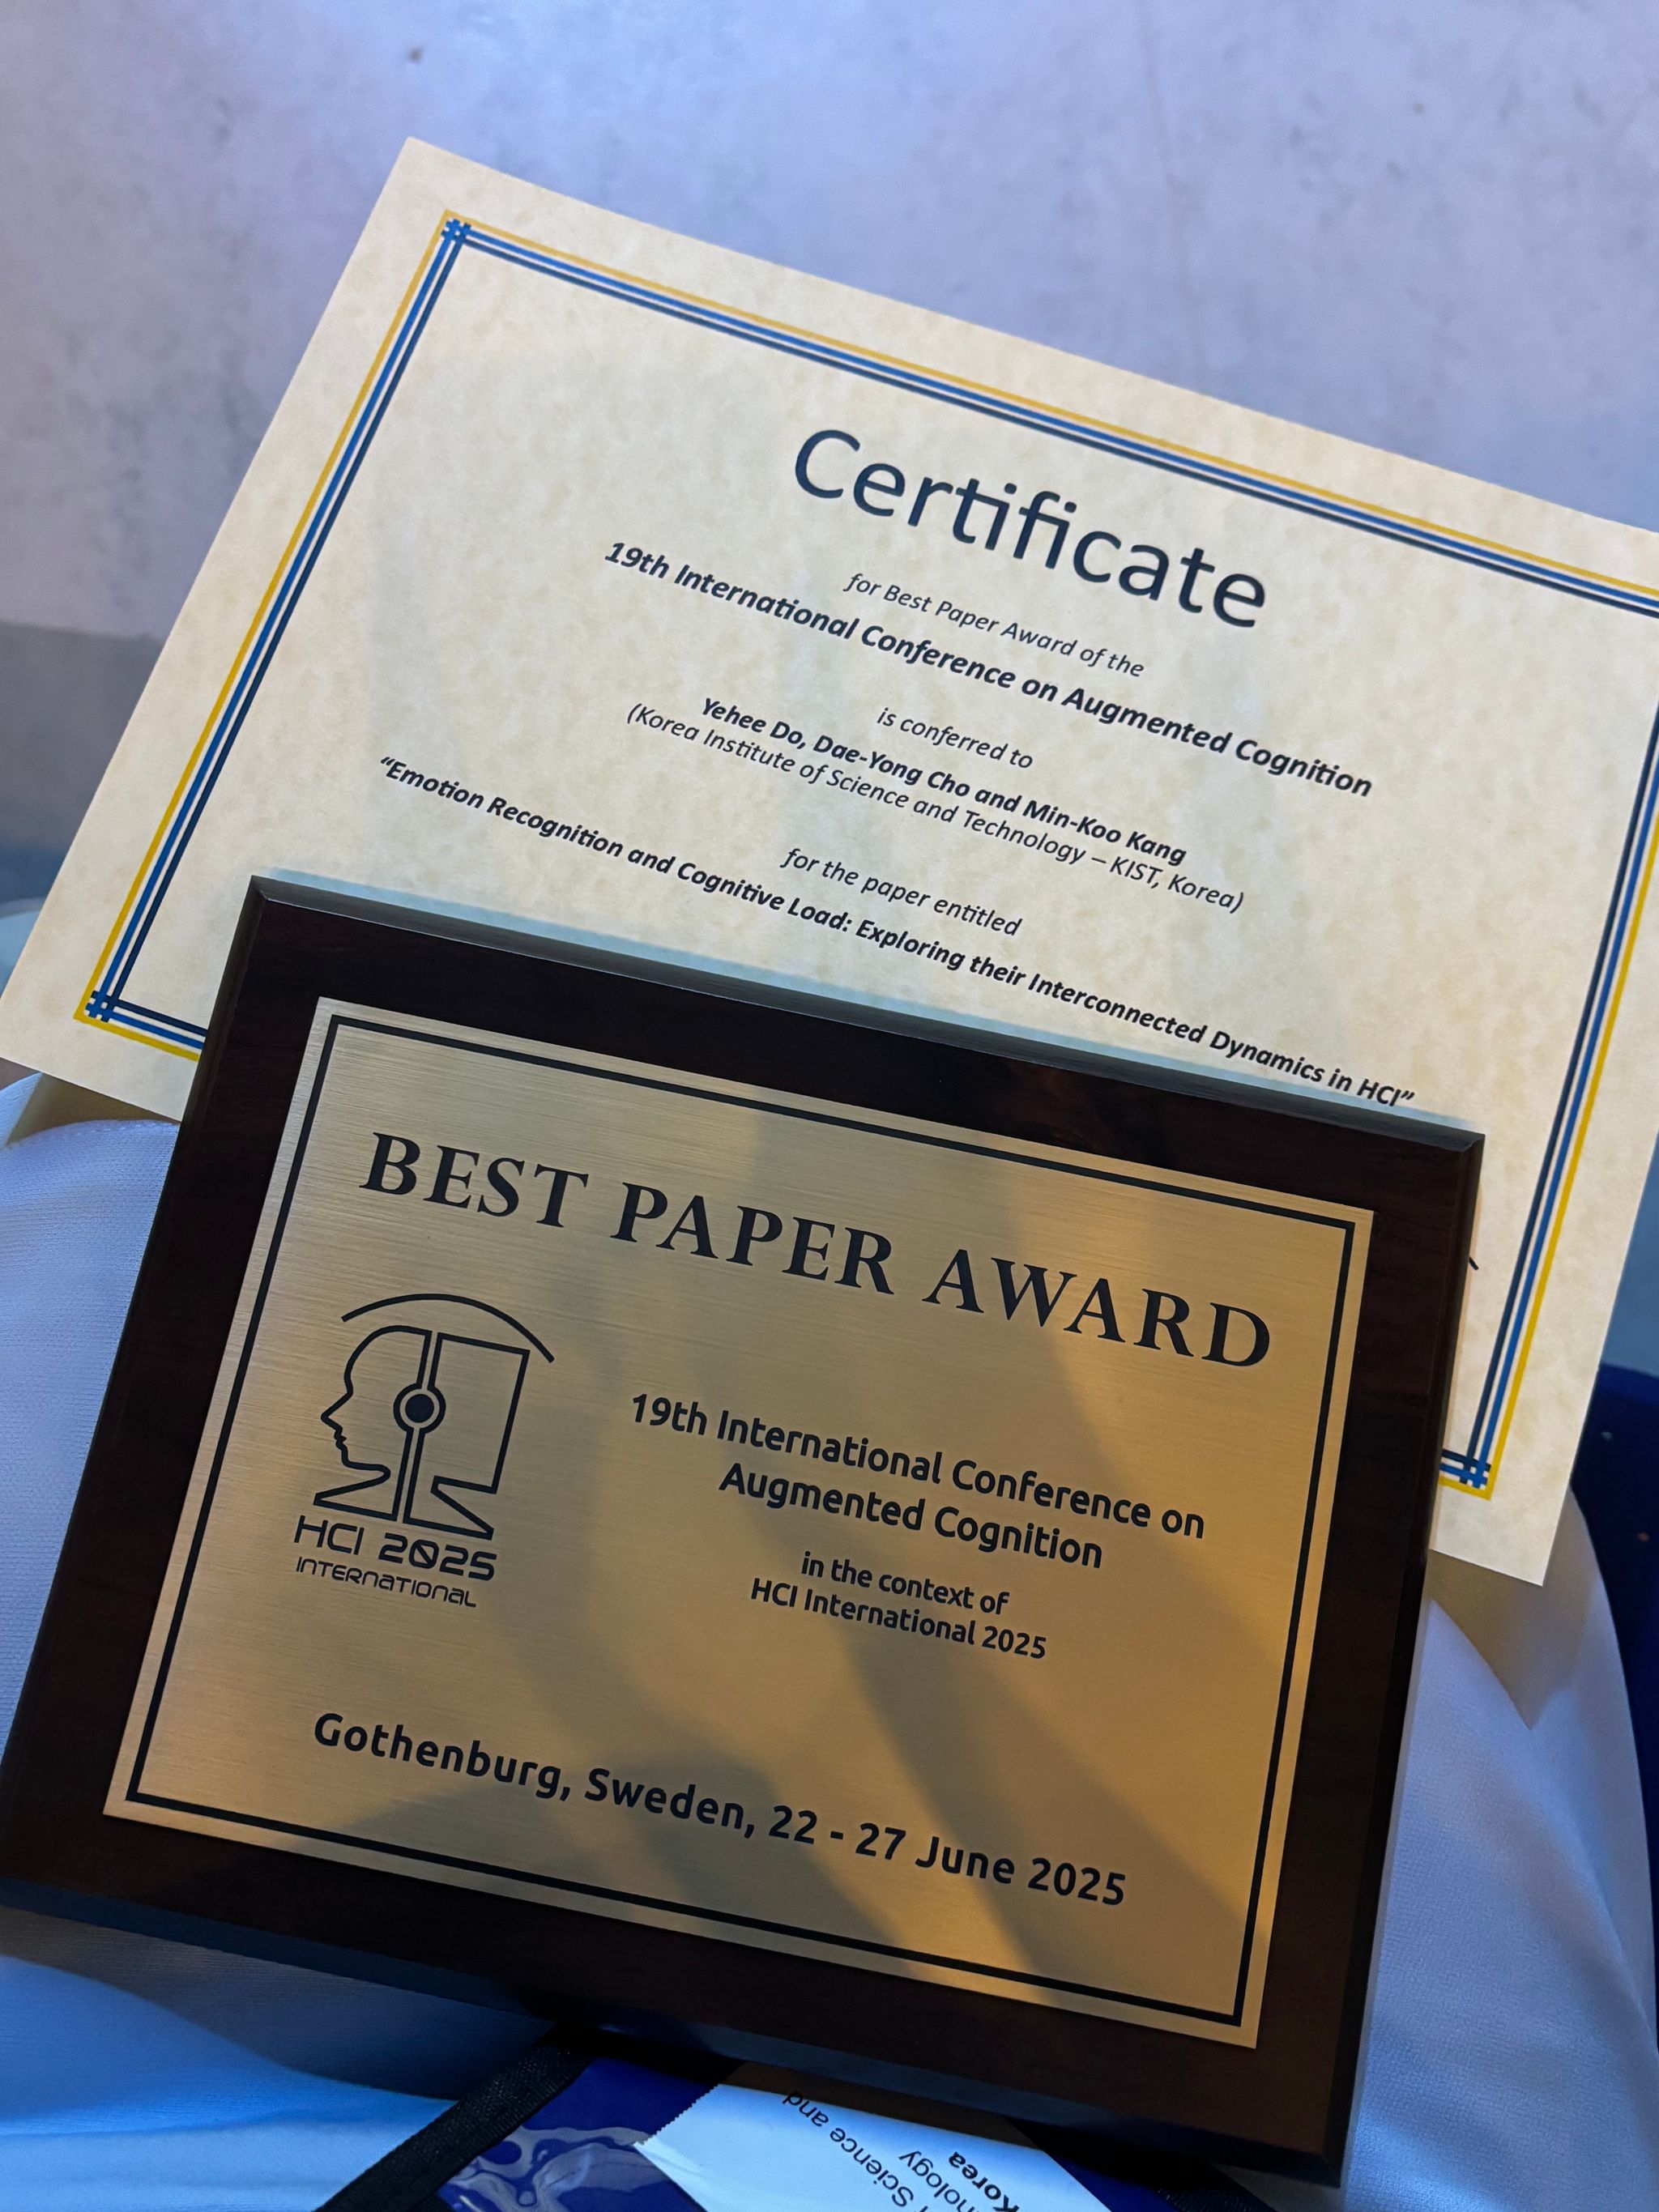 Certificate
for Best Paper Award of the
19th International Conference on Augmented Cognition
is conferred to
Yehee Do, Dae-Yong Cho and Min-Koo Kang
(Korea Institute of Science and Technology – KIST, Korea)
for the paper entitled
“Emotion Recognition and Cognitive Load: Exploring their Interconnected Dynamics in HCI”
BEST PAPER AWARD
HCI 2025
INTERNATIONAL
19th International Conference on
Augmented Cognition
in the context of
HCI International 2025
Gothenburg, Sweden, 22 - 27 June 2025
Science and
Korea